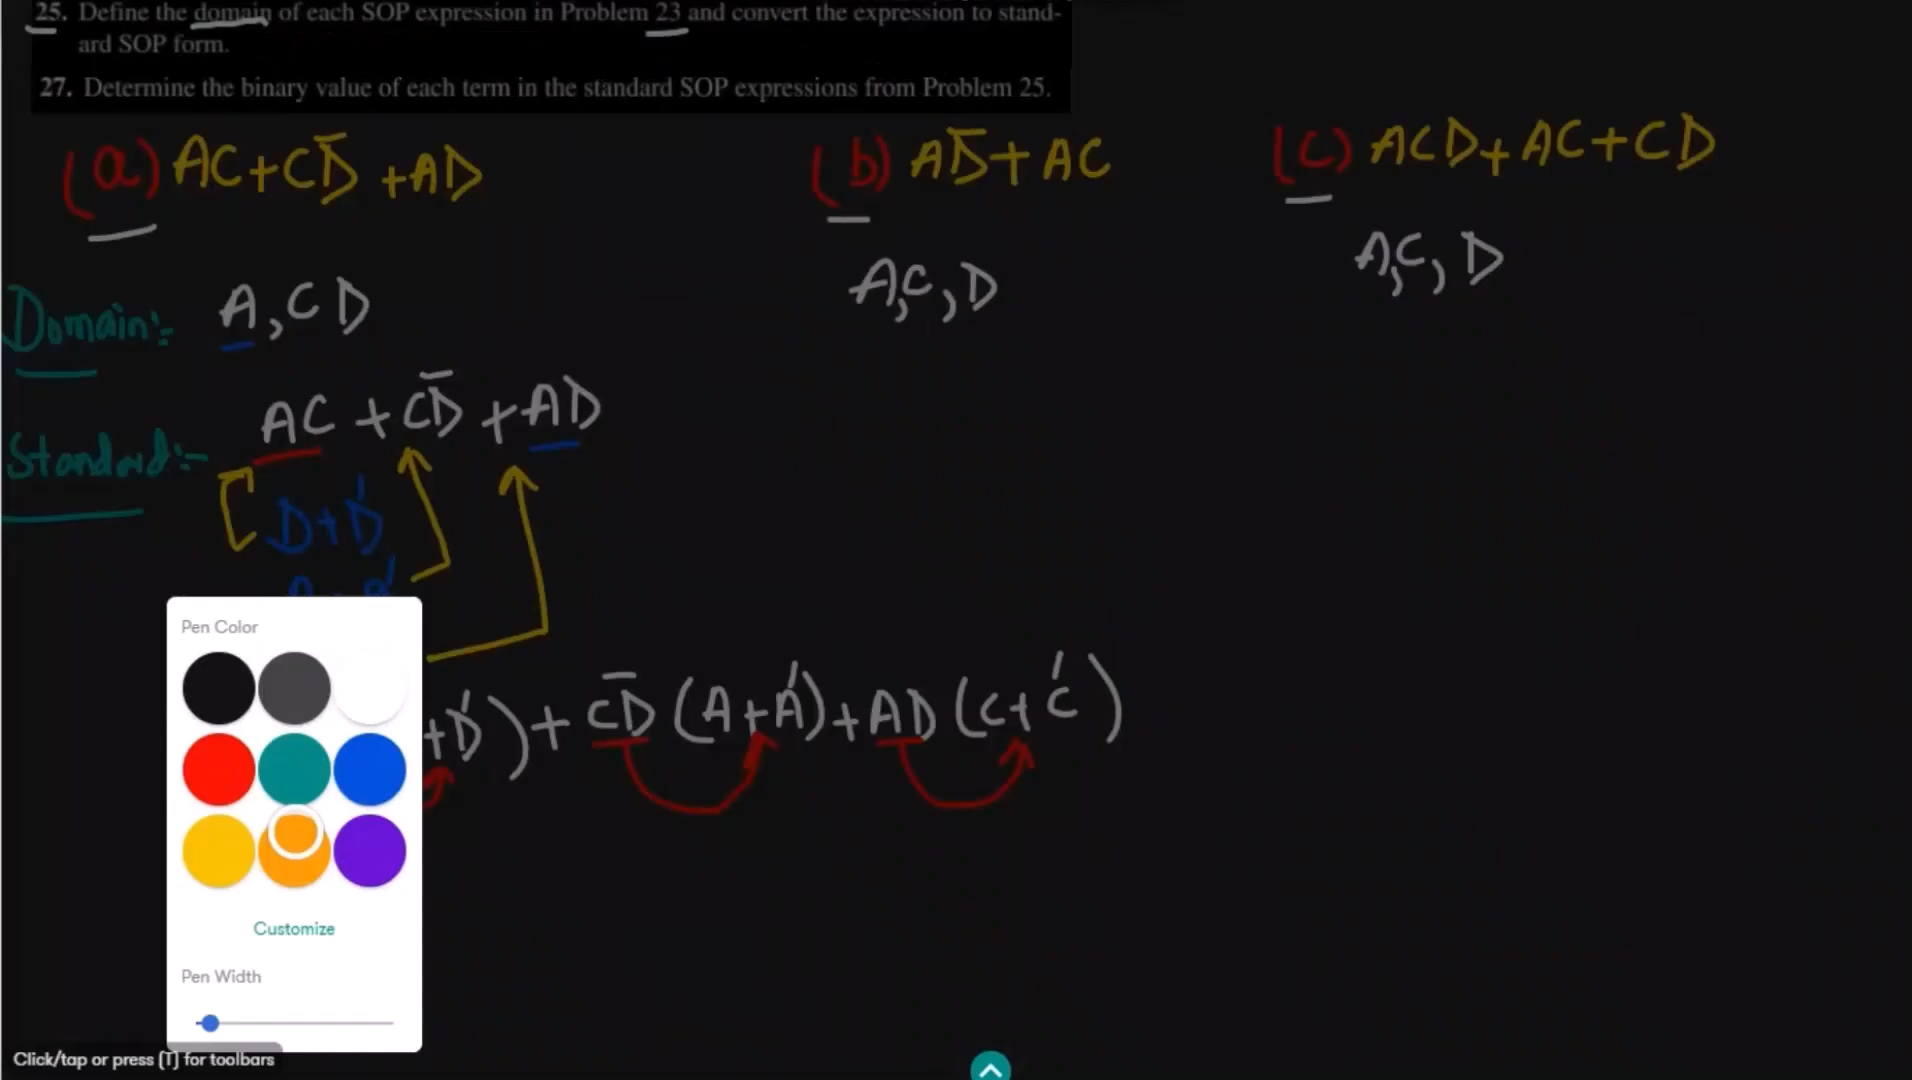 25. Define the domain of each SOP expression in Problem 23 and convert the expression to stand-
ard SOP form.
27. Determine the binary value of each term in the standard SOP expressions from Problem 25.
(a) AC+CD̅ +AD
(b) AD̅+ AC
(c) ACD+AC+CD
Domain:- A,CD
A,C,D
A,C,D
Standard:- AC +CD̅ +AD
D+D'
Pen Color
+D')+ CD̅ (A+A')+AD (C+C')
Customize
Pen Width
Click/tap or press (T) for toolbars